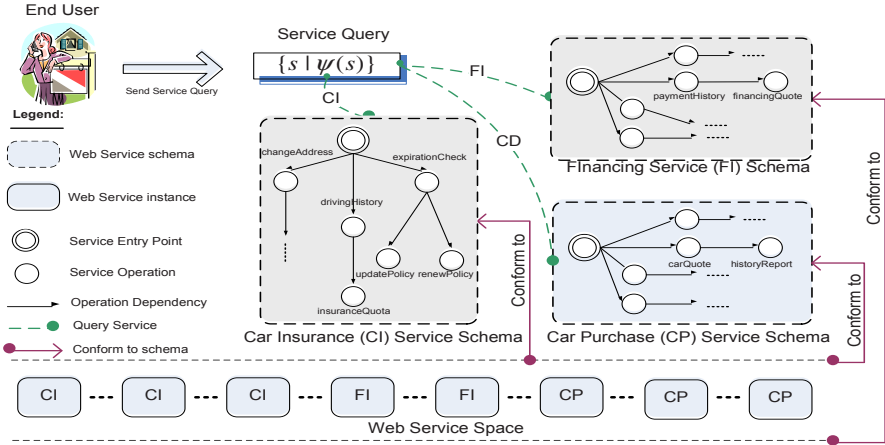 End User
Service Query
{s | ψ(s)}
Send Service Query
FI
CI
CD
paymentHistory
financingQuote
Financing Service (FI) Schema
Legend:
Web Service schema
Web Service instance
Service Entry Point
Service Operation
Operation Dependency
Query Service
Conform to schema
changeAddress
expirationCheck
drivingHistory
updatePolicy
renewPolicy
insuranceQuota
Car Insurance (CI) Service Schema
carQuote
historyReport
Car Purchase (CP) Service Schema
Conform to
Conform to
Conform to
CI
CI
CI
FI
FI
CP
CP
CP
Web Service Space